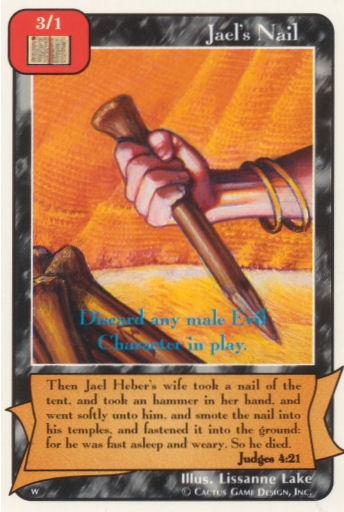 3/1
Jael's Nail
Discard any male Evil
Character in play.
Then Jael Heber's wife took a nail of the
tent, and took an hammer in her hand, and
went softly unto him, and smote the nail into
his temples, and fastened it into the ground:
for he was fast asleep and weary. So he died.
Judges 4:21
Illus. Lissanne Lake
W © Cactus Game Design, Inc.